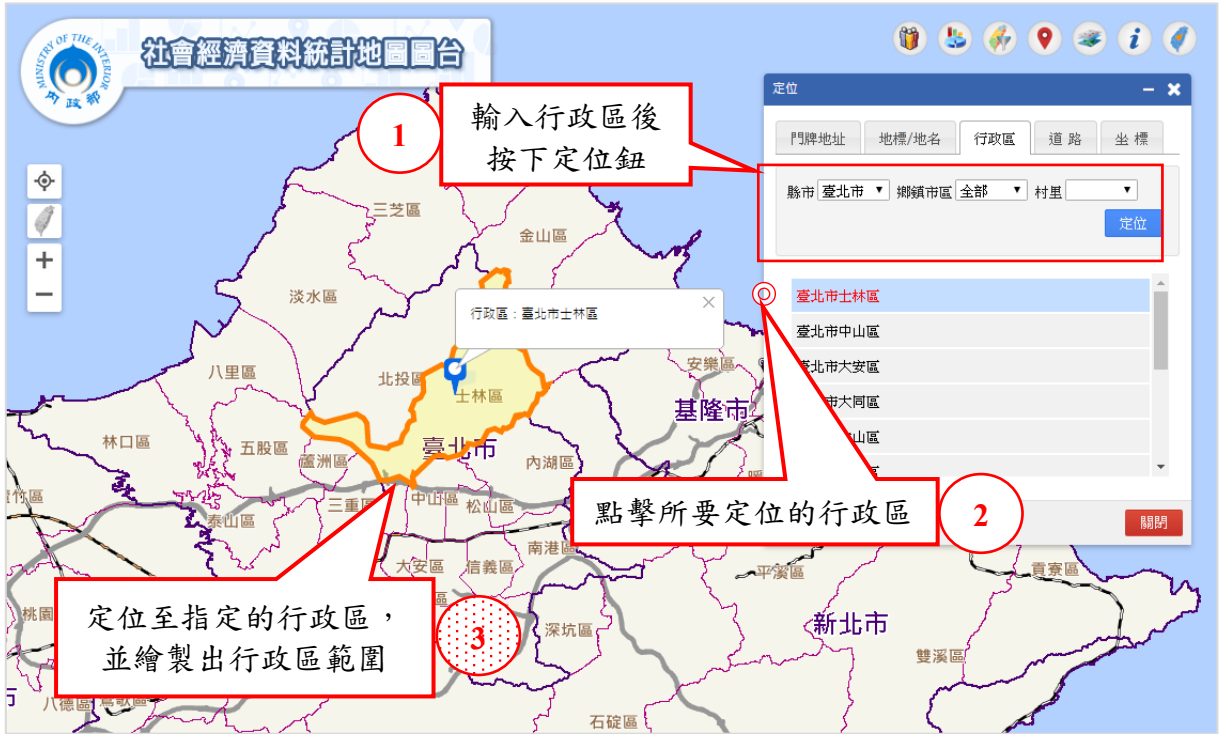 MINISTRY OF THE INTERIOR
內政部
社會經濟資料統計地圖圖台
1
輸入行政區後
按下定位鈕
定位
門牌地址 地標/地名 行政區 道路 坐標
縣市 臺北市 鄉鎮市區 全部 村里
定位
臺北市士林區
臺北市中山區
臺北市大安區
市大同區
山區
區
關閉
點擊所要定位的行政區
2
行政區：臺北市士林區
定位至指定的行政區，
並繪製出行政區範圍
3
三芝區
金山區
淡水區
安樂區
八里區
北投區
士林區
基隆市
林口區
五股區
蘆洲區
臺北市
內湖區
三重區
中山區
松山區
泰山區
南港區
大安區
信義區
平溪區
貢寮區
桃園
深坑區
新北市
雙溪區
八德區
鶯歌區
石碇區